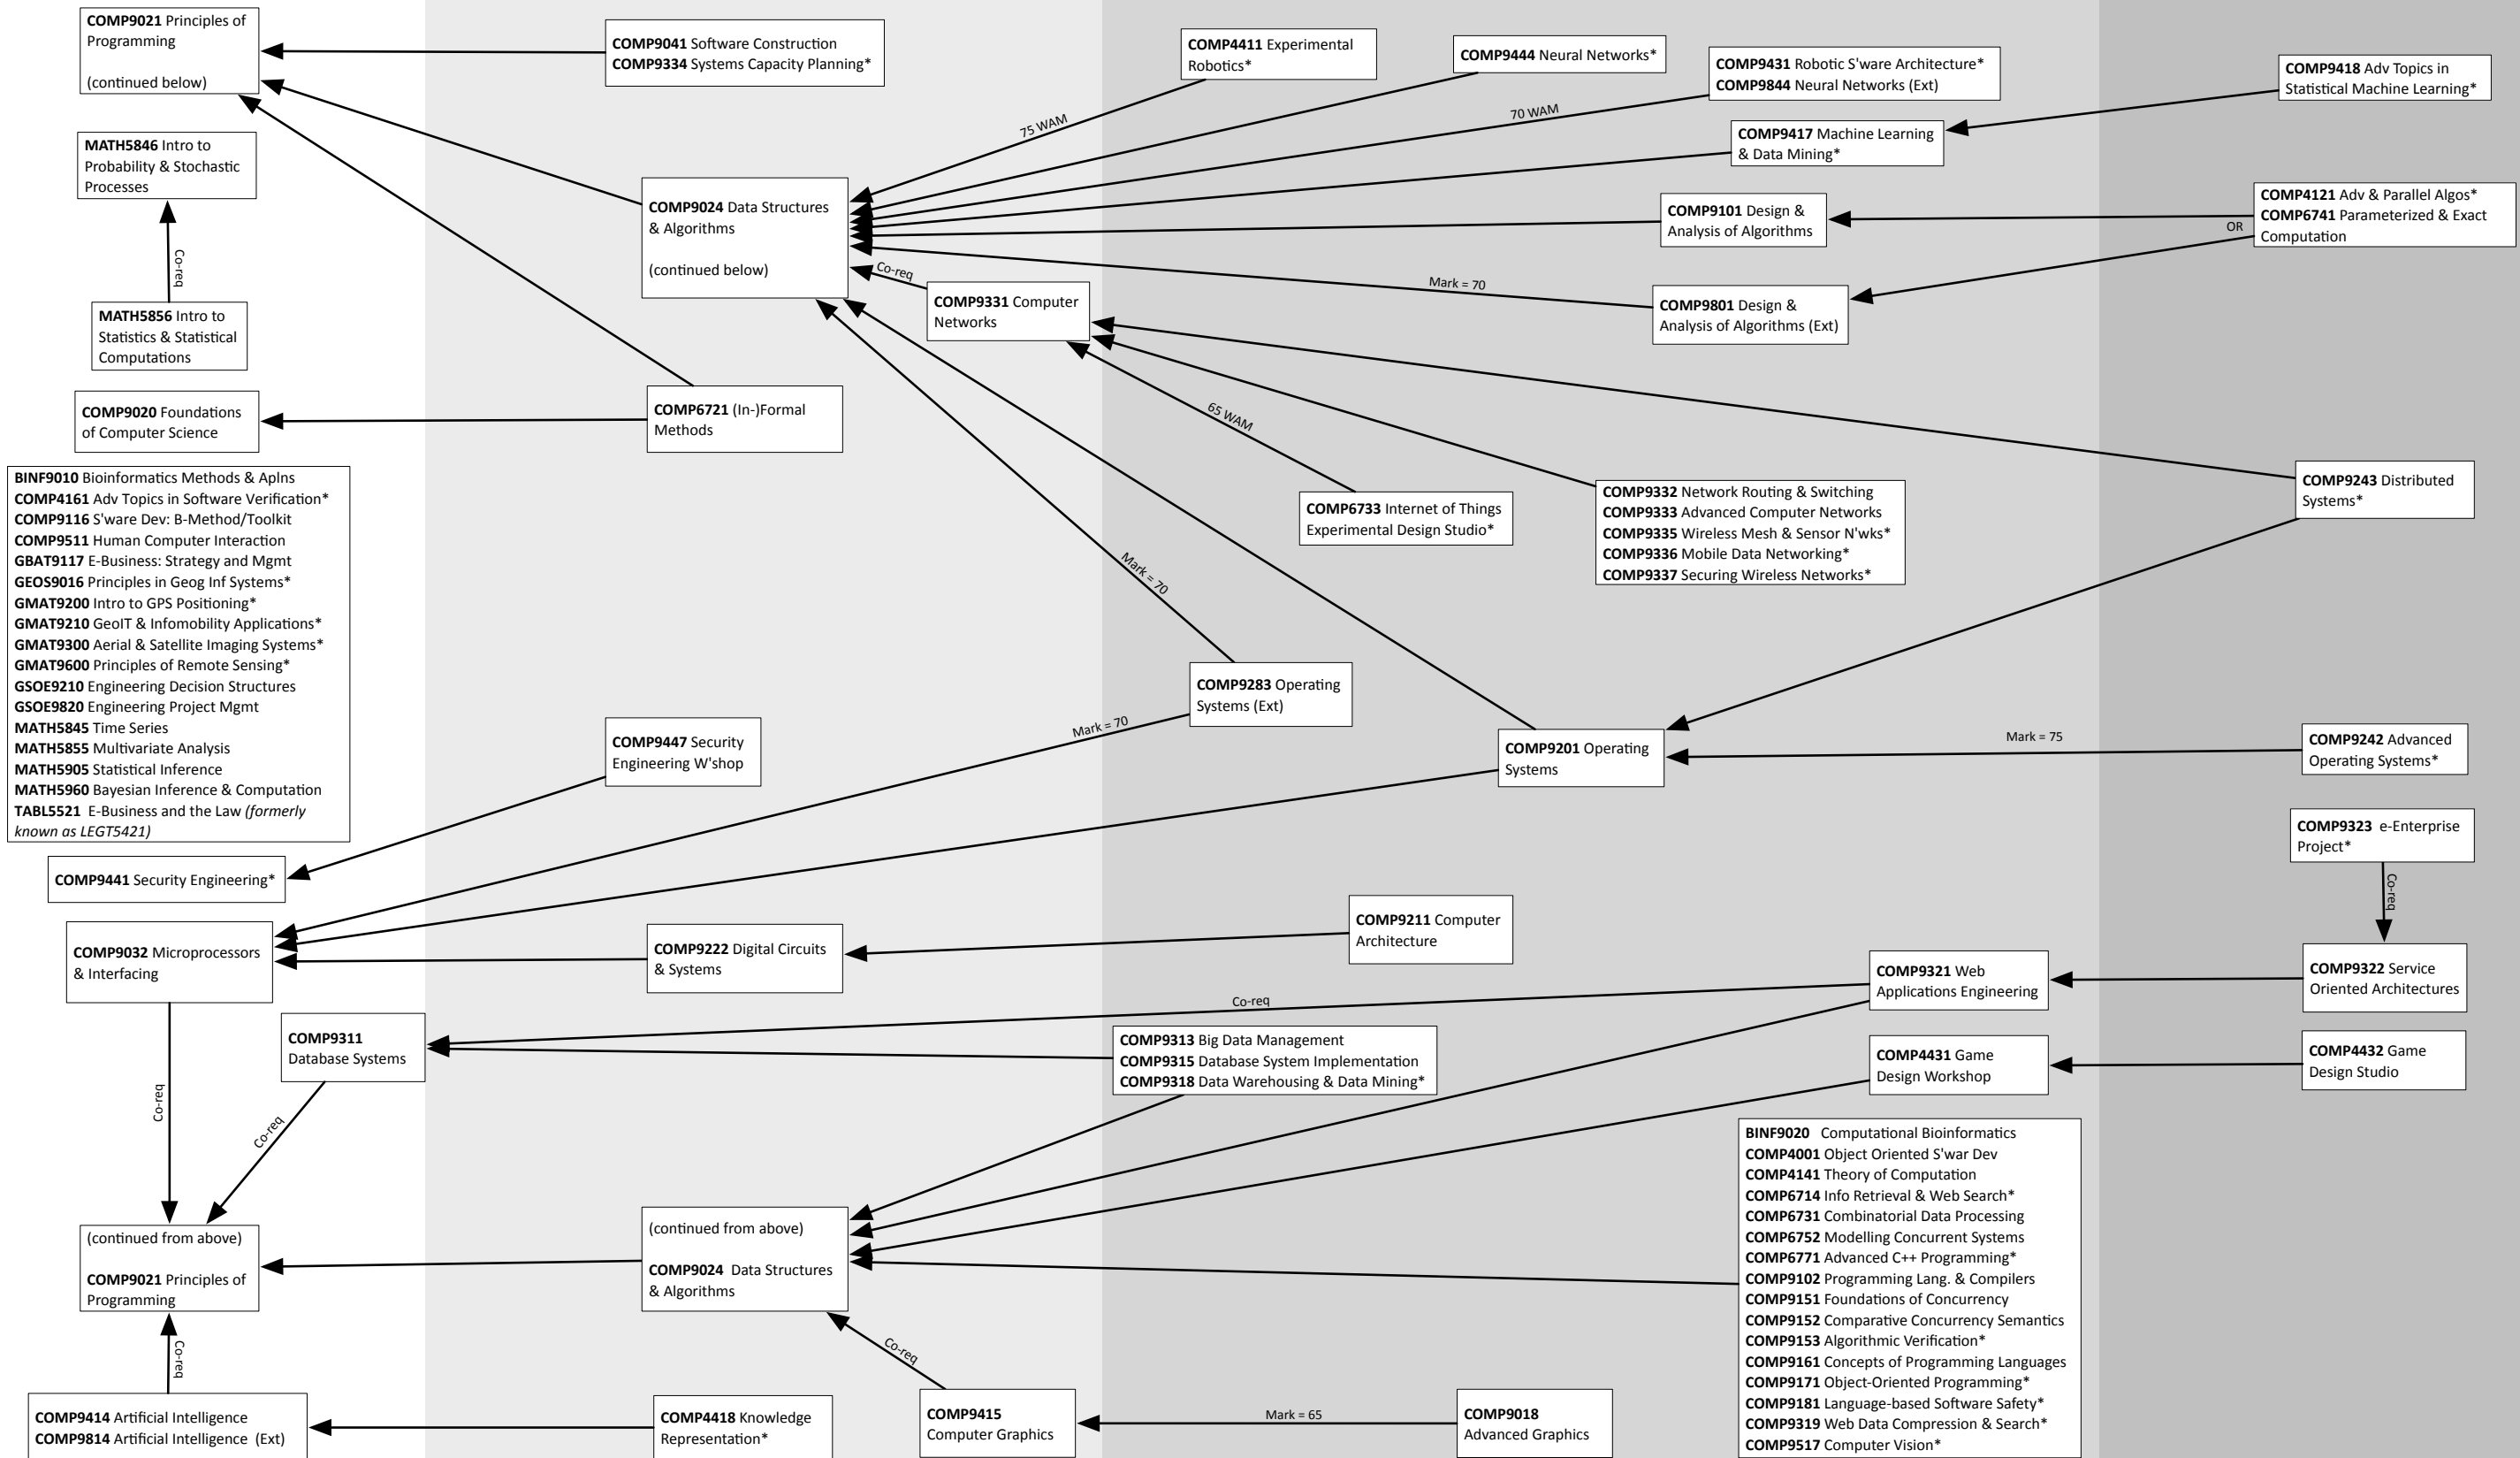 COMP9021 Principles of
Programming
(continued below)
COMP9041 Software Construction
COMP9334 Systems Capacity Planning*
COMP4411 Experimental
Robotics*
COMP9444 Neural Networks*
COMP9431 Robotic S'ware Architecture*
COMP9844 Neural Networks (Ext)
COMP9418 Adv Topics in
Statistical Machine Learning*
75 WAM
70 WAM
COMP9417 Machine Learning
& Data Mining*
MATH5846 Intro to
Probability & Stochastic
Processes
Co-req
MATH5856 Intro to
Statistics & Statistical
Computations
COMP9024 Data Structures
& Algorithms
(continued below)
COMP9101 Design &
Analysis of Algorithms
COMP4121 Adv & Parallel Algos*
COMP6741 Parameterized & Exact
Computation
OR
Co-req
COMP9331 Computer
Networks
Mark = 70
COMP9801 Design &
Analysis of Algorithms (Ext)
COMP9020 Foundations
of Computer Science
COMP6721 (In-)Formal
Methods
65 WAM
COMP6733 Internet of Things
Experimental Design Studio*
COMP9332 Network Routing & Switching
COMP9333 Advanced Computer Networks
COMP9335 Wireless Mesh & Sensor N'wks*
COMP9336 Mobile Data Networking*
COMP9337 Securing Wireless Networks*
COMP9243 Distributed
Systems*
BINF9010 Bioinformatics Methods & Aplns
COMP4161 Adv Topics in Software Verification*
COMP9116 S'ware Dev: B-Method/Toolkit
COMP9511 Human Computer Interaction
GBAT9117 E-Business: Strategy and Mgmt
GEOS9016 Principles in Geog Inf Systems*
GMAT9200 Intro to GPS Positioning*
GMAT9210 GeoIT & Infomobility Applications*
GMAT9300 Aerial & Satellite Imaging Systems*
GMAT9600 Principles of Remote Sensing*
GSOE9210 Engineering Decision Structures
GSOE9820 Engineering Project Mgmt
MATH5845 Time Series
MATH5855 Multivariate Analysis
MATH5905 Statistical Inference
MATH5960 Bayesian Inference & Computation
TABL5521 E-Business and the Law (formerly
known as LEGT5421)
Mark = 70
COMP9283 Operating
Systems (Ext)
Mark = 70
COMP9447 Security
Engineering W'shop
COMP9201 Operating
Systems
Mark = 75
COMP9242 Advanced
Operating Systems*
COMP9323 e-Enterprise
Project*
Co-req
COMP9441 Security Engineering*
COMP9032 Microprocessors
& Interfacing
COMP9222 Digital Circuits
& Systems
COMP9211 Computer
Architecture
COMP9321 Web
Applications Engineering
COMP9322 Service
Oriented Architectures
Co-req
COMP9311
Database Systems
COMP9313 Big Data Management
COMP9315 Database System Implementation
COMP9318 Data Warehousing & Data Mining*
COMP4431 Game
Design Workshop
COMP4432 Game
Design Studio
Co-req
Co-req
(continued from above)
COMP9021 Principles of
Programming
(continued from above)
COMP9024 Data Structures
& Algorithms
BINF9020 Computational Bioinformatics
COMP4001 Object Oriented S'war Dev
COMP4141 Theory of Computation
COMP6714 Info Retrieval & Web Search*
COMP6731 Combinatorial Data Processing
COMP6752 Modelling Concurrent Systems
COMP6771 Advanced C++ Programming*
COMP9102 Programming Lang. & Compilers
COMP9151 Foundations of Concurrency
COMP9152 Comparative Concurrency Semantics
COMP9153 Algorithmic Verification*
COMP9161 Concepts of Programming Languages
COMP9171 Object-Oriented Programming*
COMP9181 Language-based Software Safety*
COMP9319 Web Data Compression & Search*
COMP9517 Computer Vision*
Co-req
Co-req
COMP9414 Artificial Intelligence
COMP9814 Artificial Intelligence (Ext)
COMP4418 Knowledge
Representation*
COMP9415
Computer Graphics
Mark = 65
COMP9018
Advanced Graphics